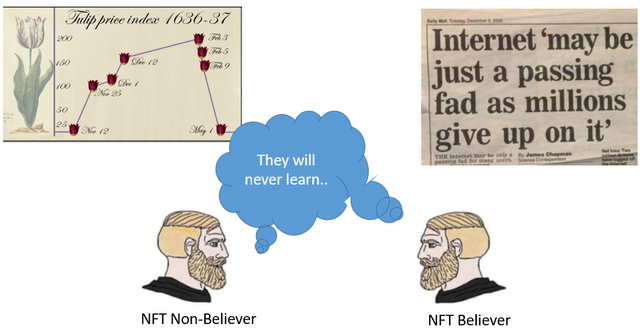 Tulip price index 1636-37
200
150
100
50
25
Nov 12
Nov 25
Dec 1
Dec 12
Feb 3
Feb 5
Feb 9
May 1
Daily Mail, Tuesday, December 5, 2000
Internet 'may be
just a passing
fad as millions
give up on it'
THE Internet may be only a
passing fad for many users,
By James Chapman
Science Correspondent
They will
never learn..
NFT Non-Believer
NFT Believer